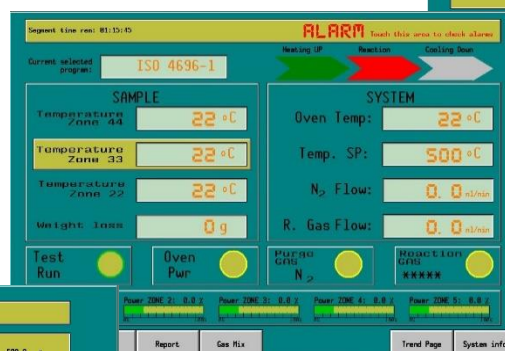 Segment time rem: 01:15:45
ALARM Touch this area to check alarms
Heating UP
Reaction
Cooling Down
Current selected program:
ISO 4696-1
SAMPLE
Temperature Zone 44
22 °C
Temperature Zone 33
22 °C
Temperature Zone 22
22 °C
Weight loss
0 g
SYSTEM
Oven Temp:
22 °C
Temp. SP:
500 °C
N2 Flow:
0. 0 nl/min
R. Gas Flow:
0. 0 nl/min
Test Run
Oven Pwr
Purge GAS N2
Reaction GAS *****
Power ZONE 2: 0.0 %
Power ZONE 3: 0.0 %
Power ZONE 4: 0.0 %
Power ZONE 5: 0.0 %
Report
Gas Mix
Trend Page
System info